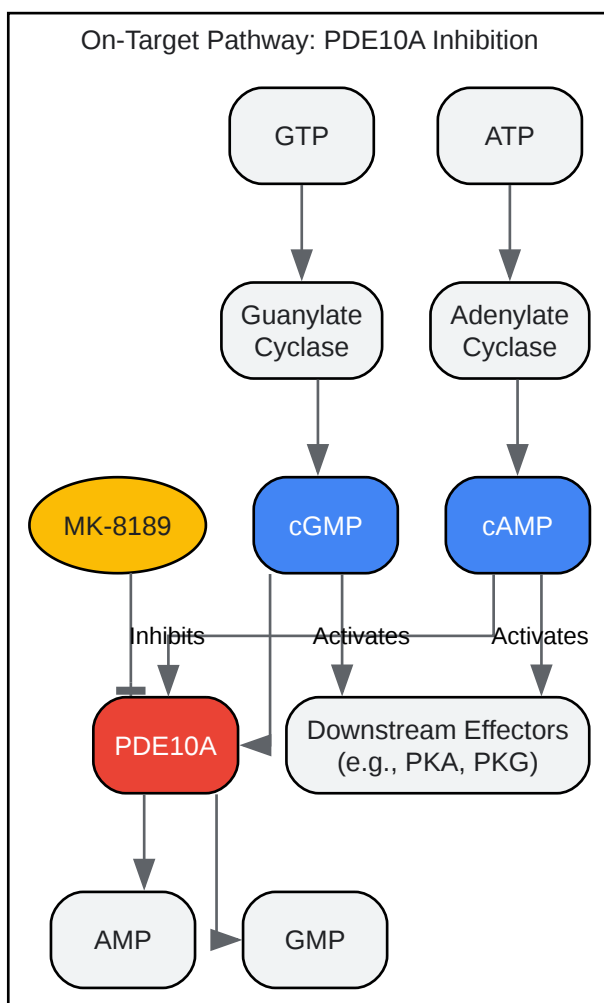 On-Target Pathway: PDE10A Inhibition
GTP
ATP
Guanylate
Cyclase
Adenylate
Cyclase
MK-8189
cGMP
cAMP
Inhibits
Activates
Activates
PDE10A
Downstream Effectors
(e.g., PKA, PKG)
AMP
GMP